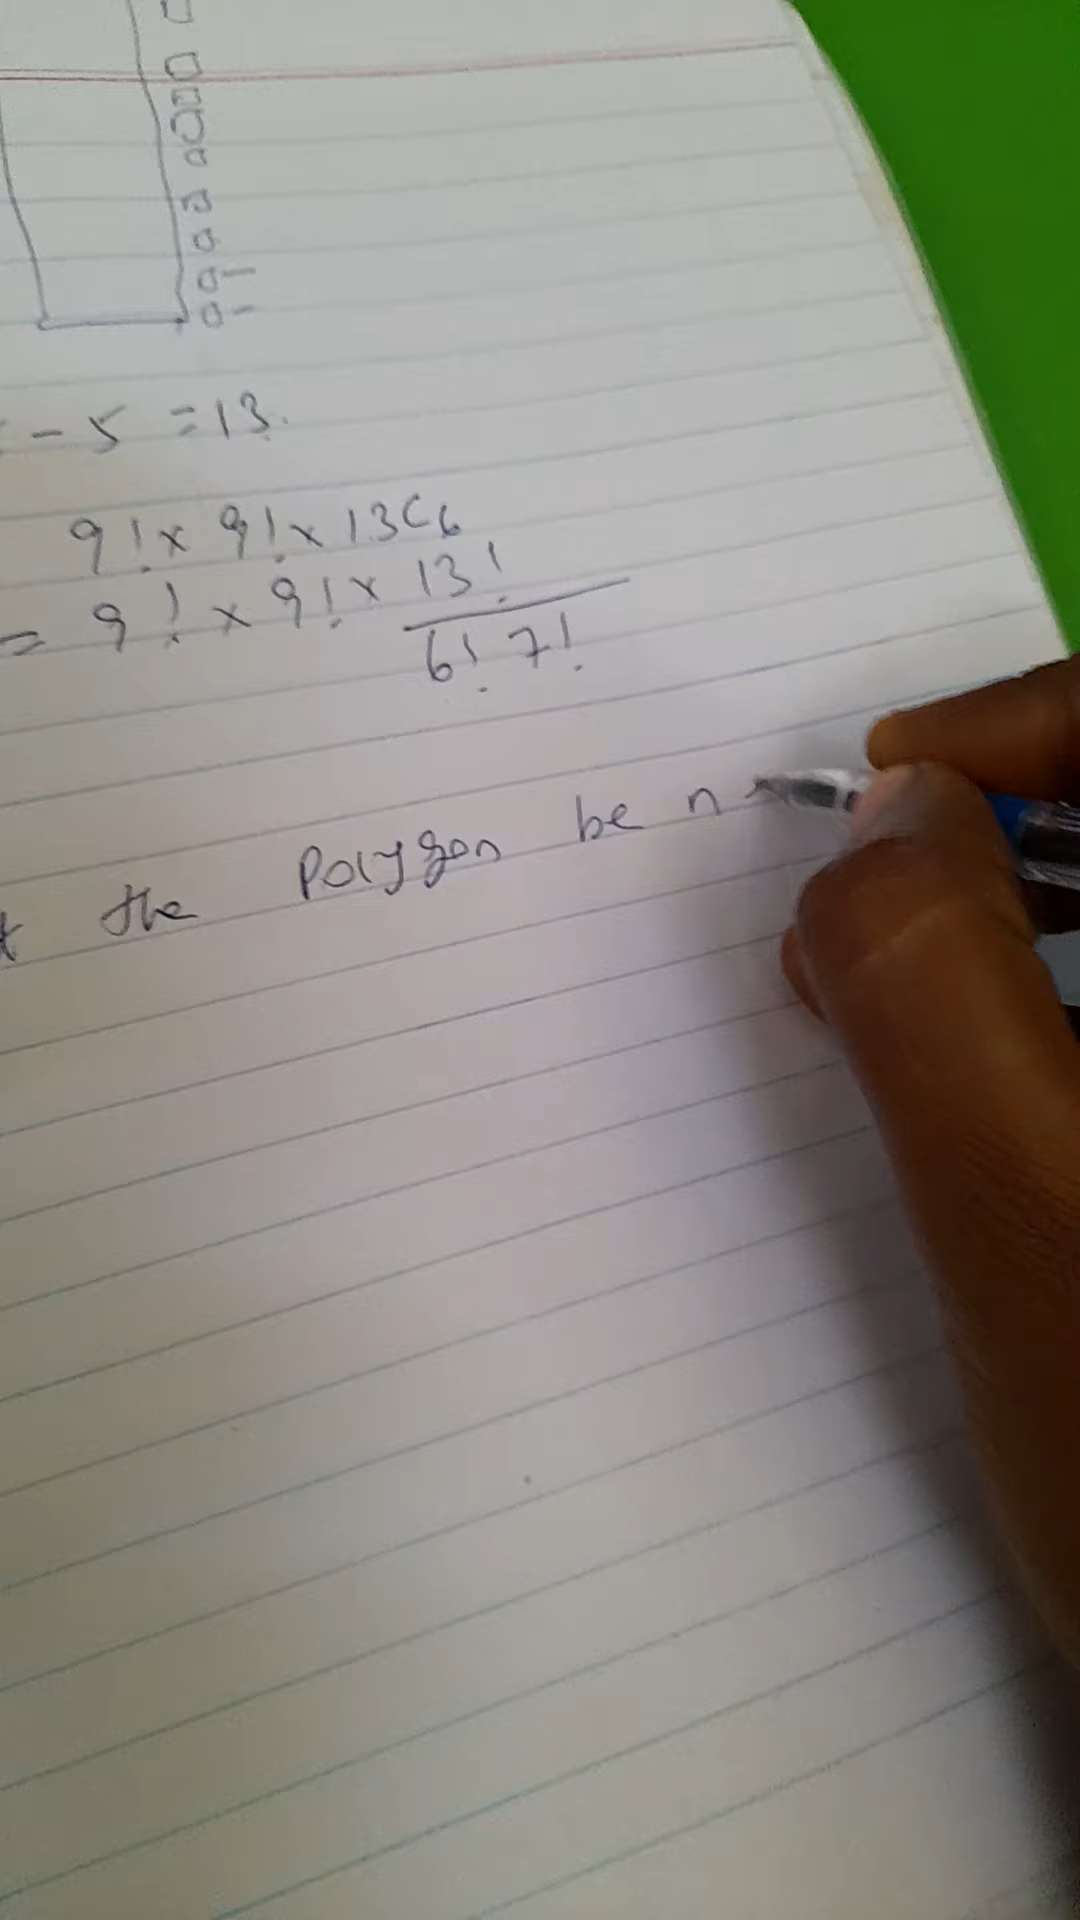 - 5 = 13.
9! x 9! x 13C6
= 9! x 9! x 13!
6! 7!
the Polygon be n